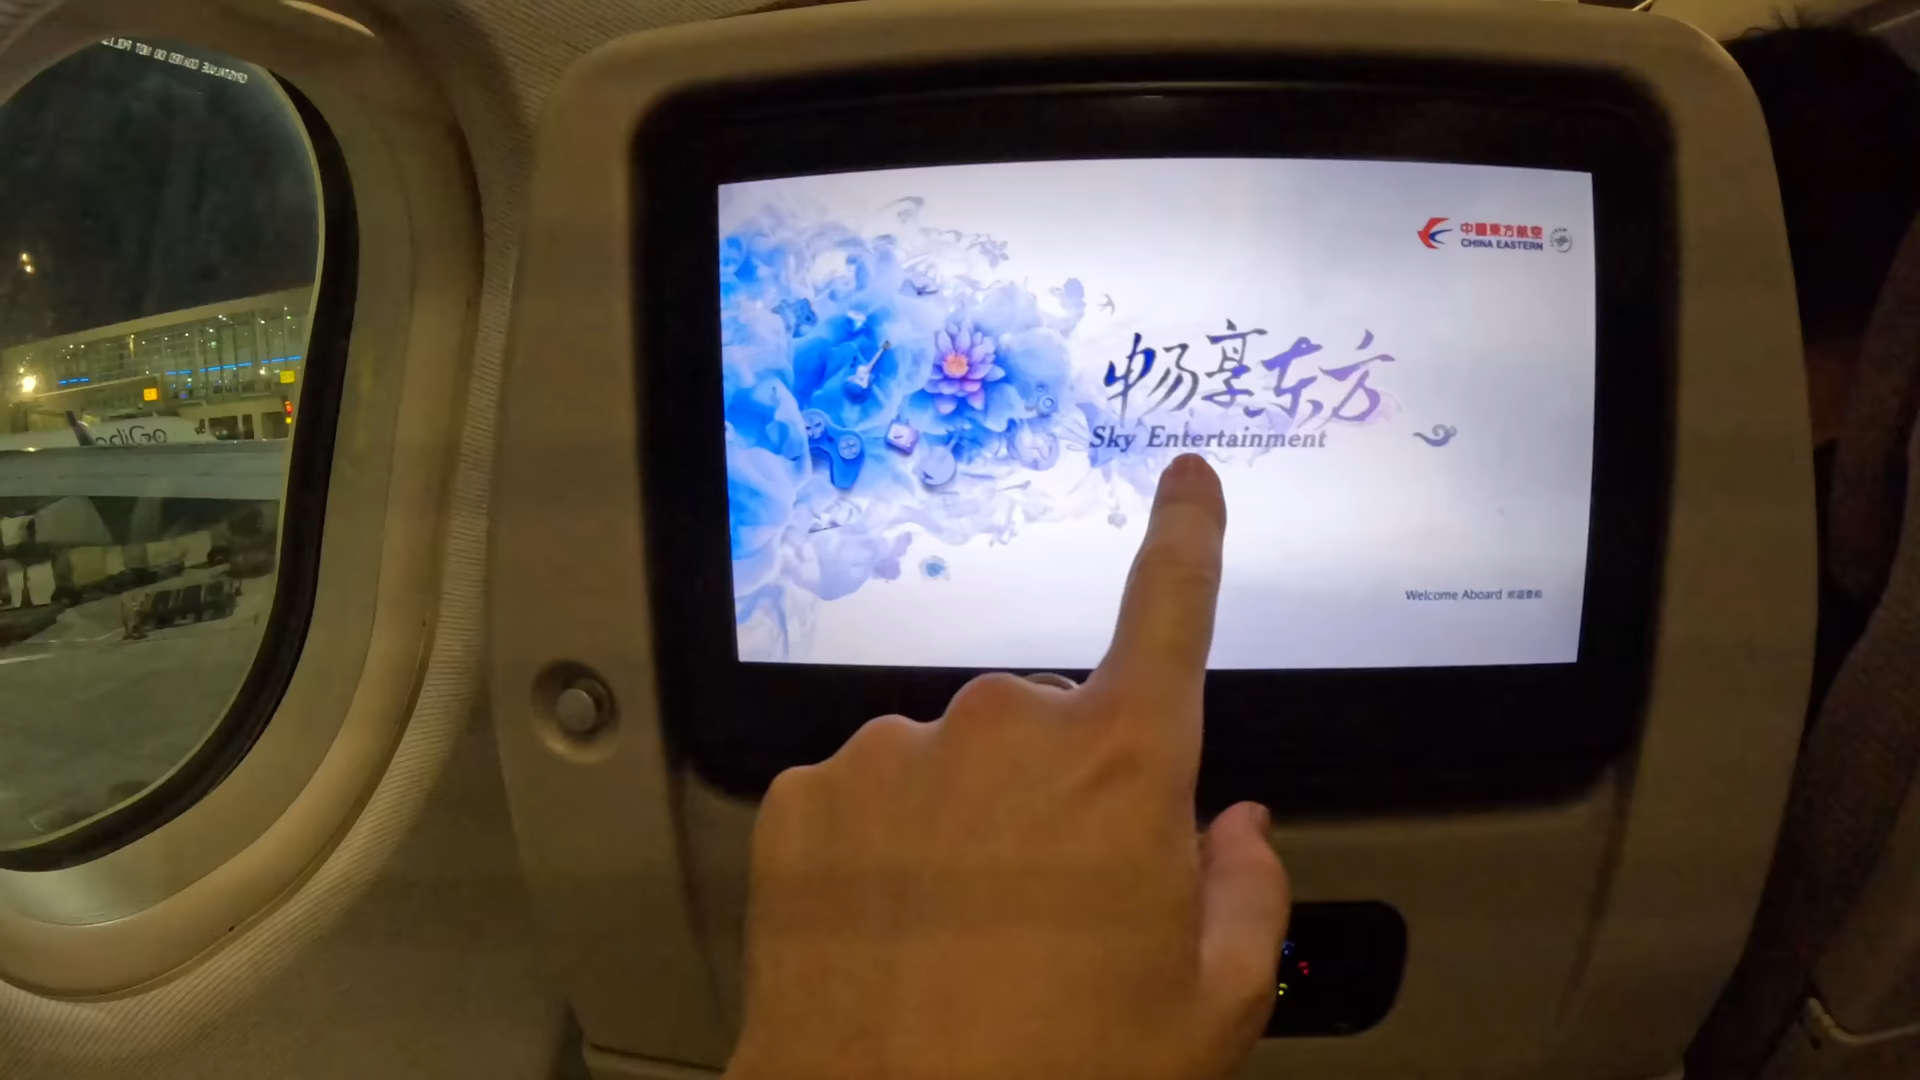 中國東方航空
CHINA EASTERN
畅享东方
Sky Entertainment
Welcome Aboard 欢迎登机